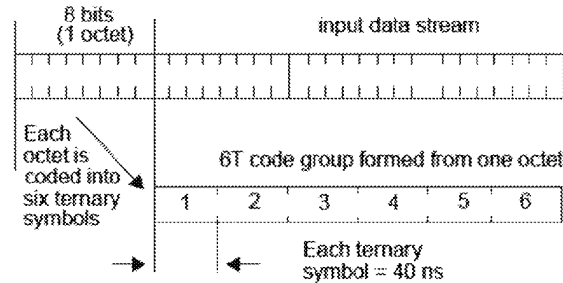 8 bits
(1 octet)
input data stream
Each
octet is
coded into
six ternary
symbols
6T code group formed from one octet
1 2 3 4 5 6
Each ternary
symbol = 40 ns